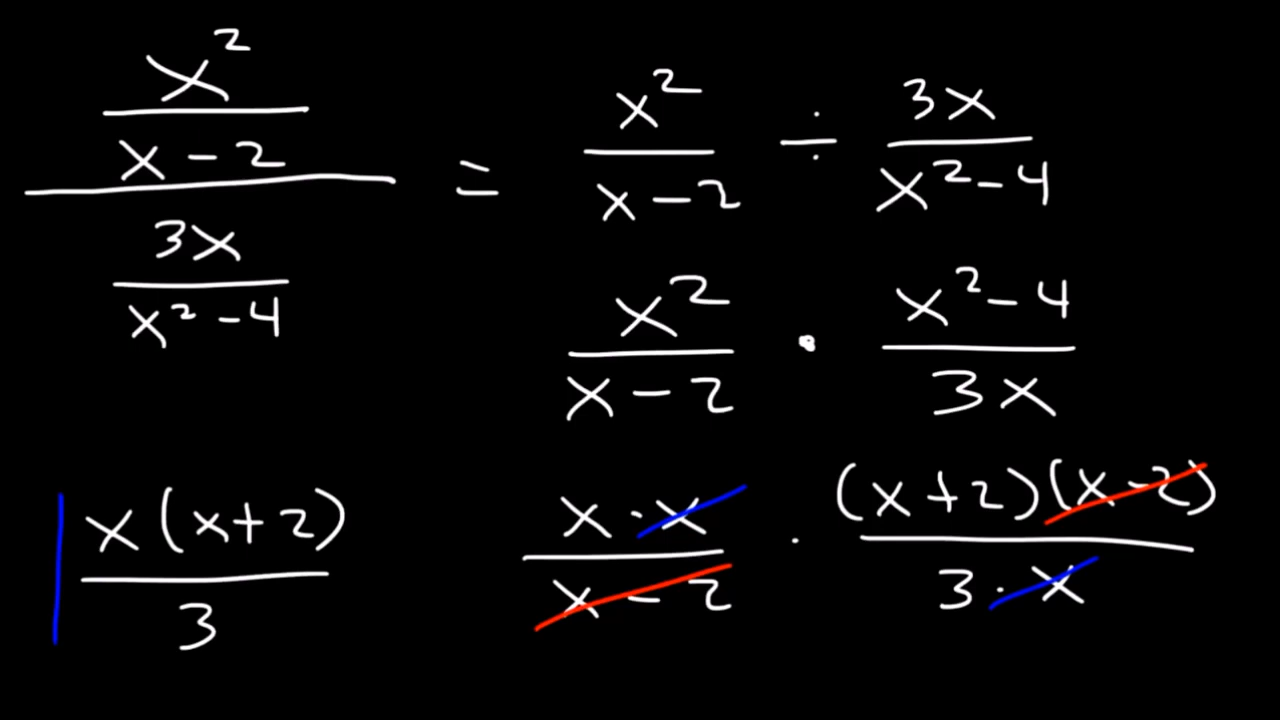 x²/(x-2) / 3x/(x²-4) = x²/(x-2) ÷ 3x/(x²-4)
x²/(x-2) · (x²-4)/3x
x·x/(x-2) · (x+2)(x-2)/(3·x)
x(x+2)/3